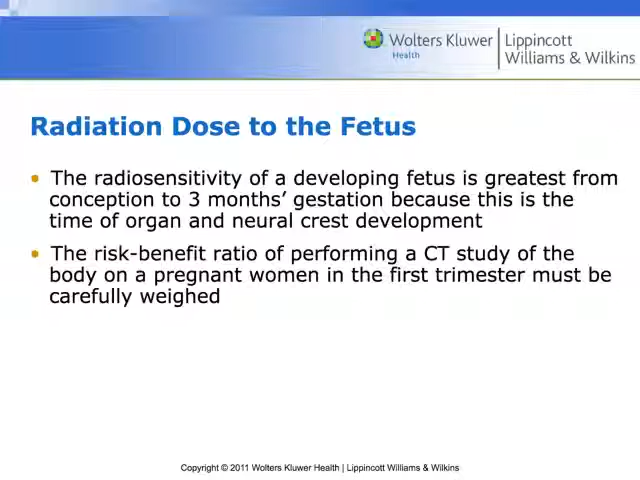 Wolters Kluwer
Health
Lippincott
Williams & Wilkins
Radiation Dose to the Fetus
• The radiosensitivity of a developing fetus is greatest from
conception to 3 months’ gestation because this is the
time of organ and neural crest development
• The risk-benefit ratio of performing a CT study of the
body on a pregnant women in the first trimester must be
carefully weighed
Copyright © 2011 Wolters Kluwer Health | Lippincott Williams & Wilkins